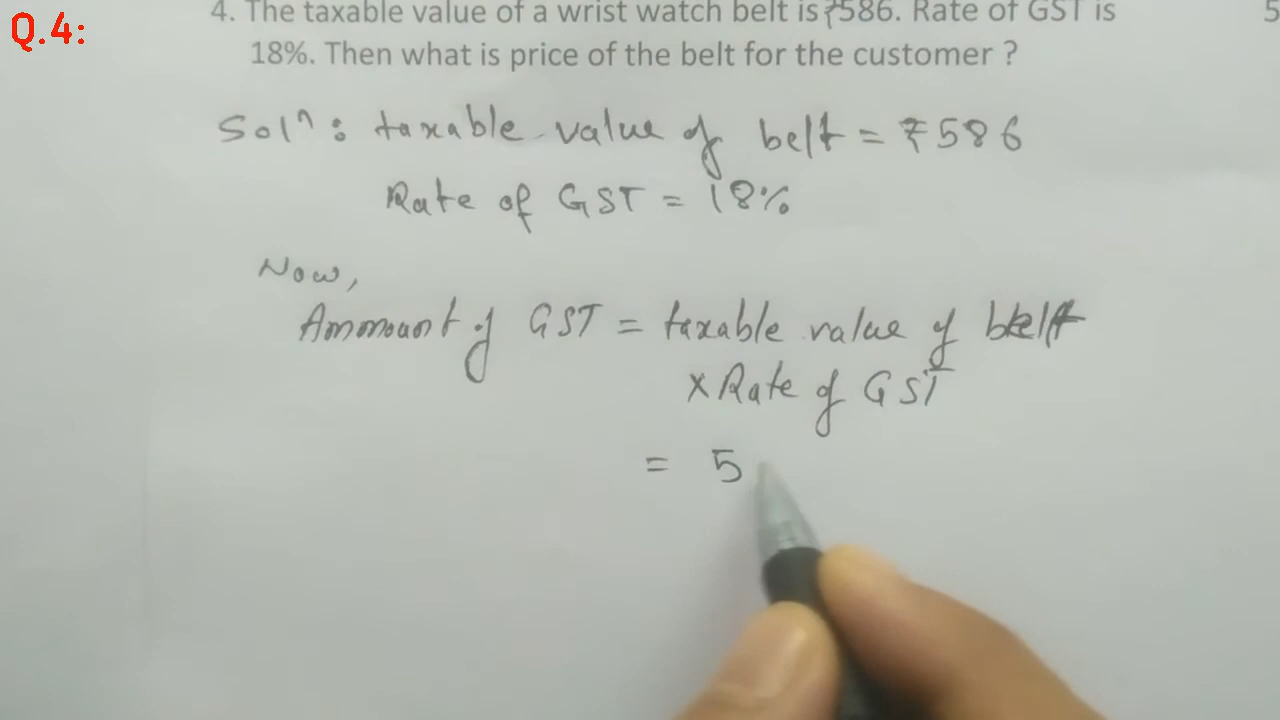 Q.4:
4. The taxable value of a wrist watch belt is ₹586. Rate of GST is
5
18%. Then what is price of the belt for the customer ?
Solⁿ: taxable value of belt = ₹586
Rate of GST = 18%
Now,
Ammount of GST = taxable value of belt
× Rate of GST
= 5